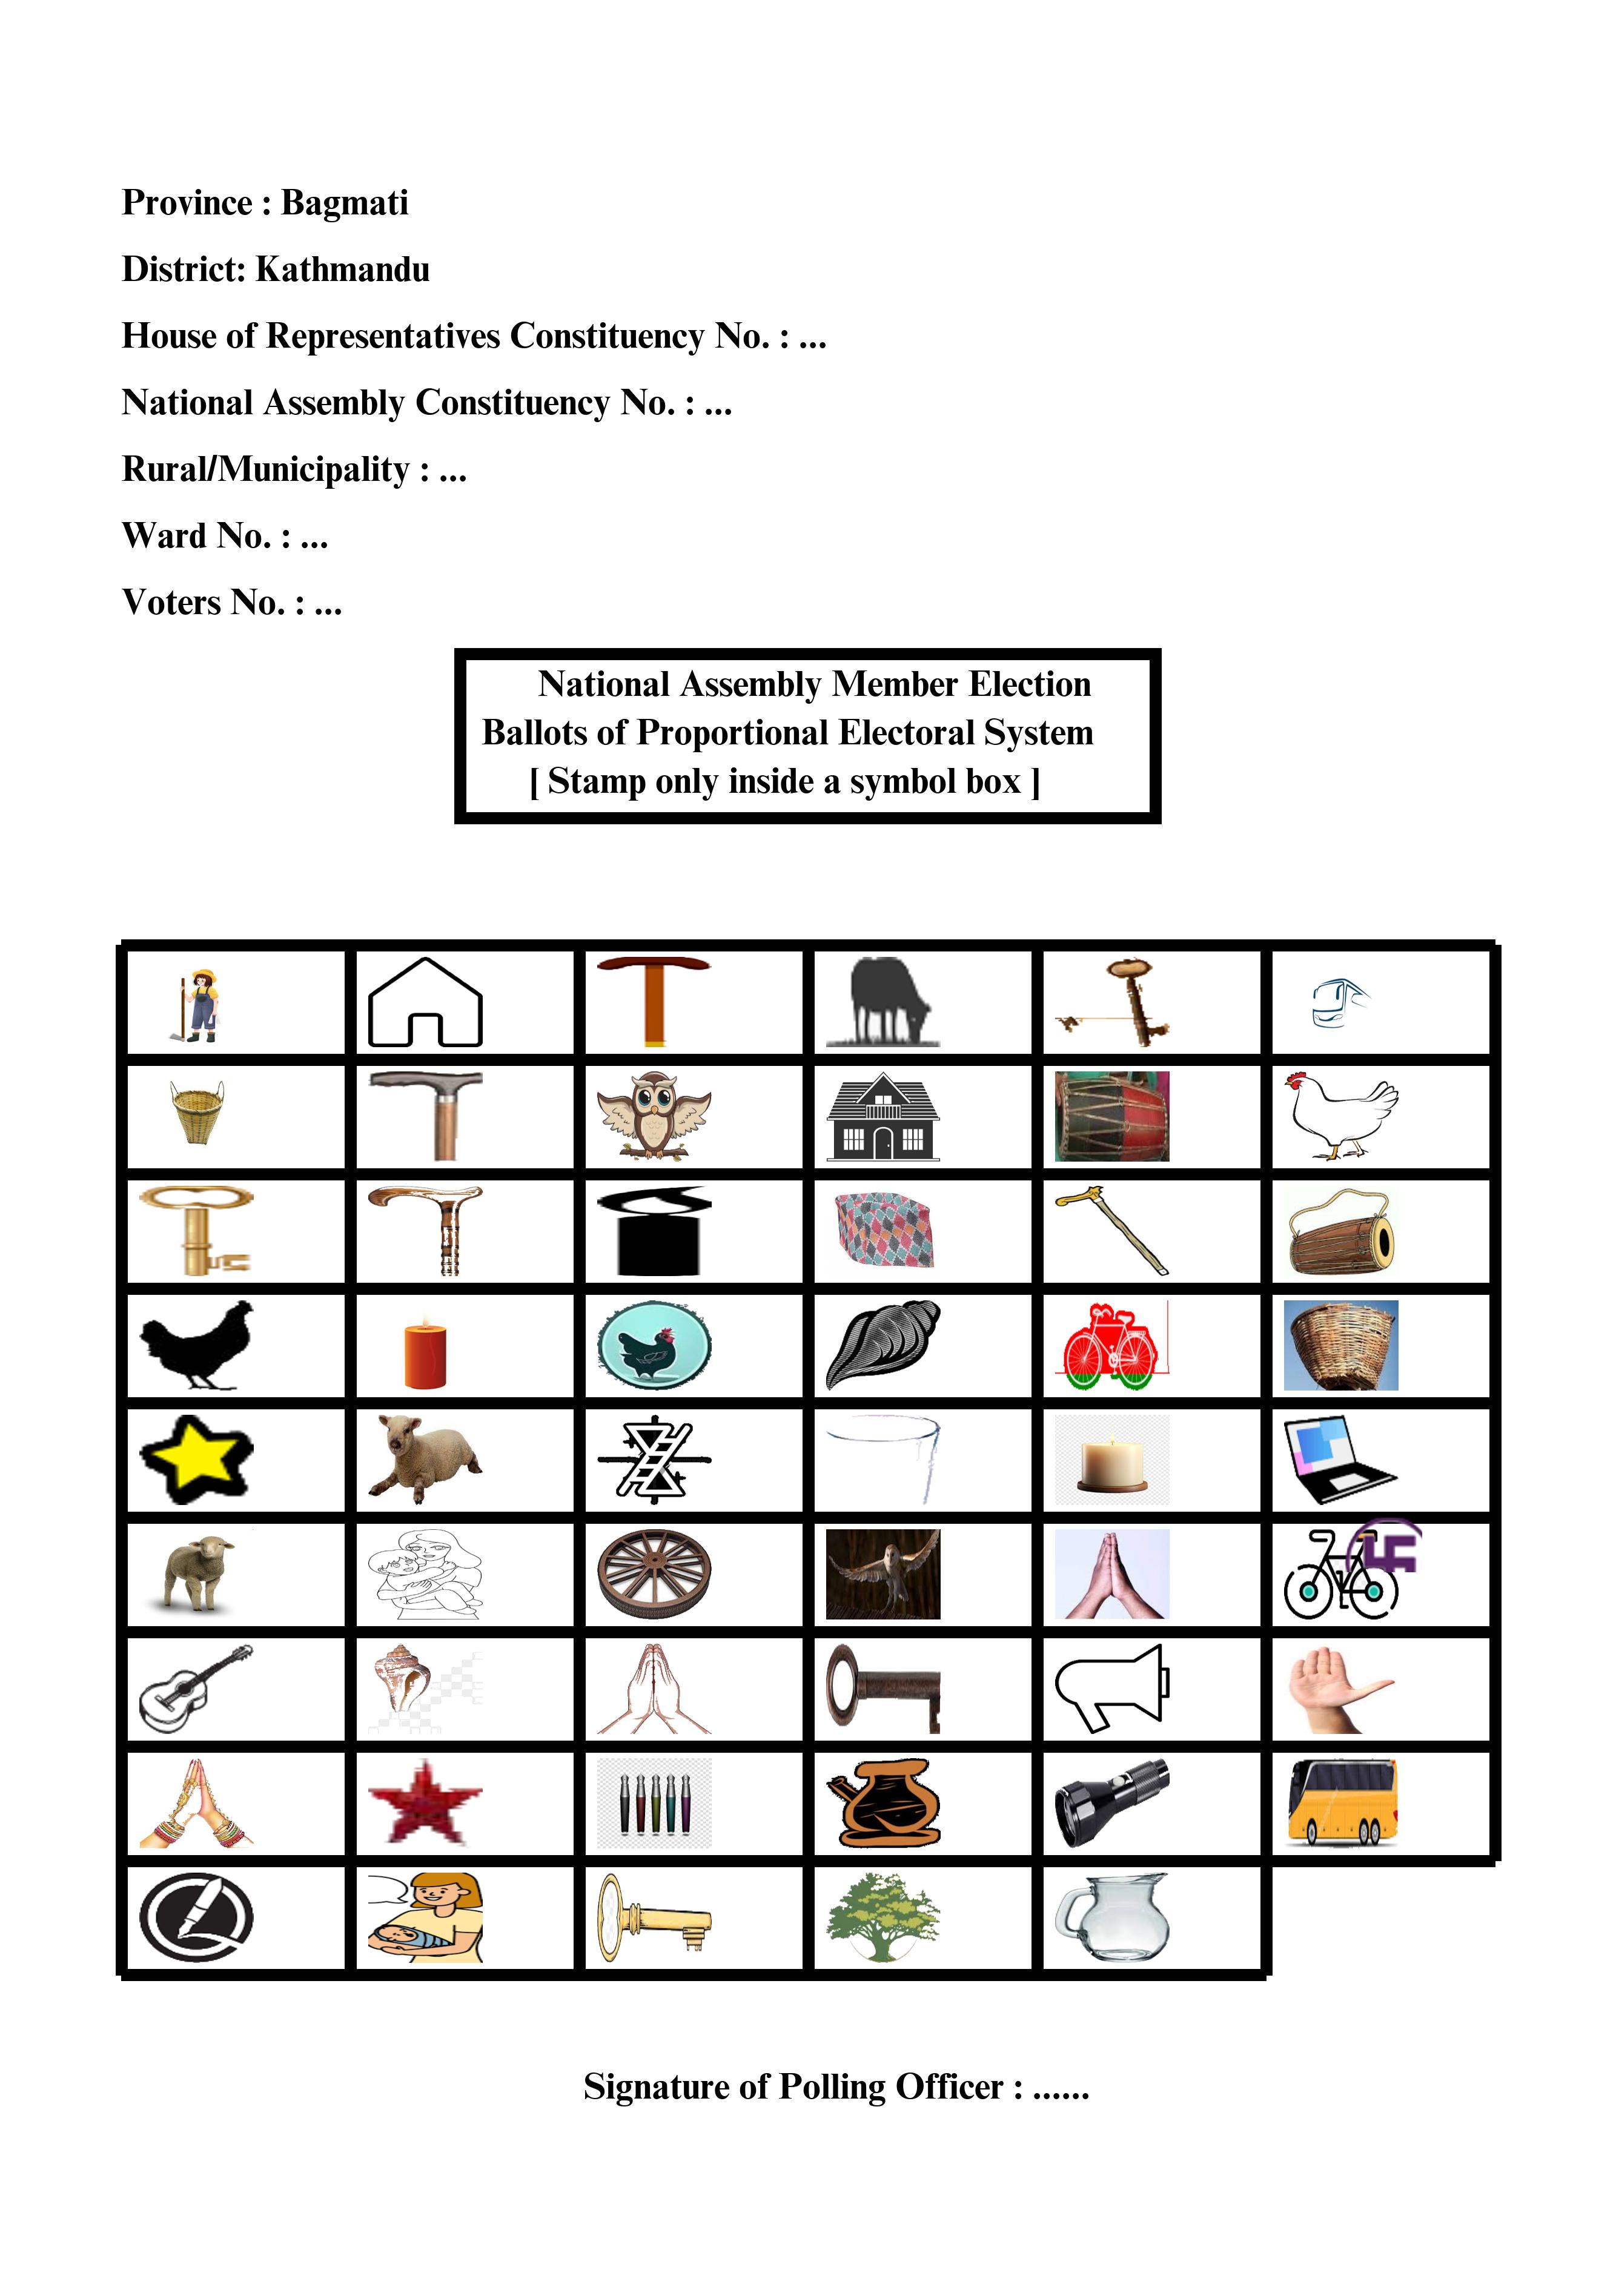 Province : Bagmati
District: Kathmandu
House of Representatives Constituency No. : ...
National Assembly Constituency No. : ...
Rural/Municipality : ...
Ward No. : ...
Voters No. : ...
National Assembly Member Election
Ballots of Proportional Electoral System
[ Stamp only inside a symbol box ]
Signature of Polling Officer : ......